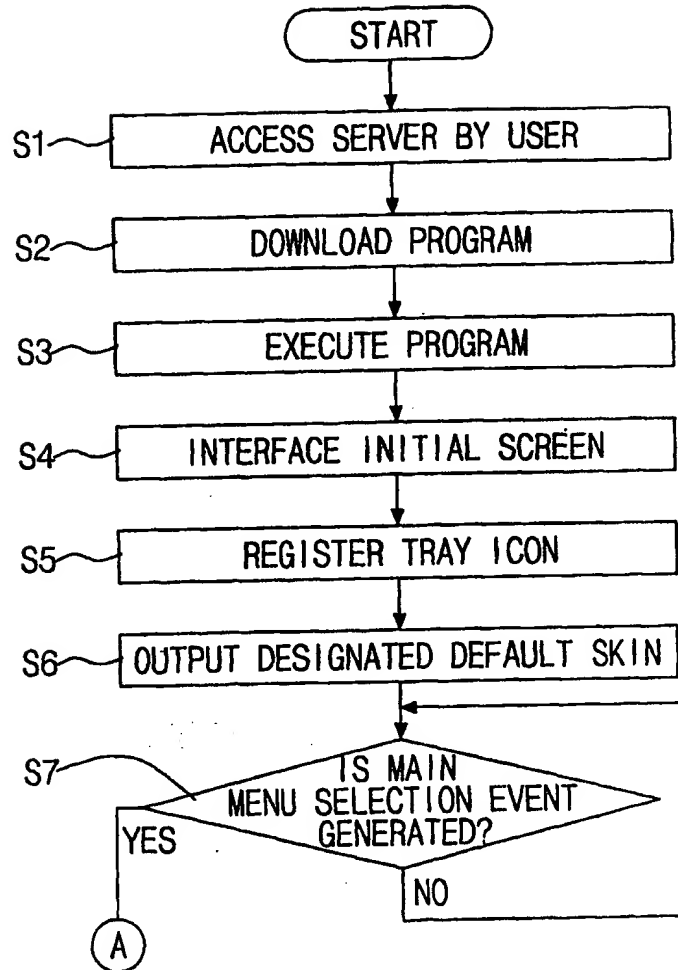 START
S1 ACCESS SERVER BY USER
S2 DOWNLOAD PROGRAM
S3 EXECUTE PROGRAM
S4 INTERFACE INITIAL SCREEN
S5 REGISTER TRAY ICON
S6 OUTPUT DESIGNATED DEFAULT SKIN
S7 IS MAIN
MENU SELECTION EVENT
GENERATED?
YES
NO
A